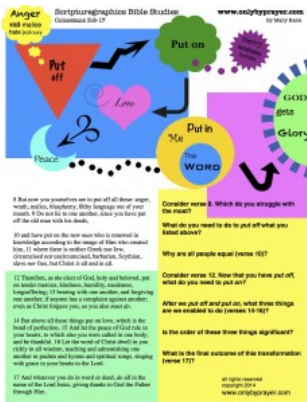 Scripturegraphics Bible Studies
Colossians 3:8-17
www.onlybyprayer.com
by Mary Kane
Anger
malice
Put
off
Put on
Love
kindness
GOD
gets
Glory
Peace
Put in
Me
The
WORD
8 But now you yourselves are to put off all these: anger,
wrath, malice, blasphemy, filthy language out of your
mouth. 9 Do not lie to one another, since you have put
off the old man with his deeds,
10 and have put on the new man who is renewed in
knowledge according to the image of Him who created
him, 11 where there is neither Greek nor Jew,
circumcised nor uncircumcised, barbarian, Scythian,
slave nor free, but Christ is all and in all.
12 Therefore, as the elect of God, holy and beloved, put
on tender mercies, kindness, humility, meekness,
longsuffering; 13 bearing with one another, and forgiving
one another, if anyone has a complaint against another;
even as Christ forgave you, so you also must do.
14 But above all these things put on love, which is the
bond of perfection. 15 And let the peace of God rule in
your hearts, to which also you were called in one body;
and be thankful. 16 Let the word of Christ dwell in you
richly in all wisdom, teaching and admonishing one
another in psalms and hymns and spiritual songs, singing
with grace in your hearts to the Lord.
17 And whatever you do in word or deed, do all in the
name of the Lord Jesus, giving thanks to God the Father
through Him.
Consider verse 8. Which do you struggle with
the most?
What do you need to do to put off what you
listed above?
Why are all people equal (verse 10)?
Consider verse 12. Now that you have put off,
what do you need to put on?
After we put off and put on, what three things
are we enabled to do (verses 14-16)?
Is the order of these three things significant?
What is the final outcome of this transformation
(verse 17)?
all rights reserved
copyright 2014
www.onlybyprayer.com